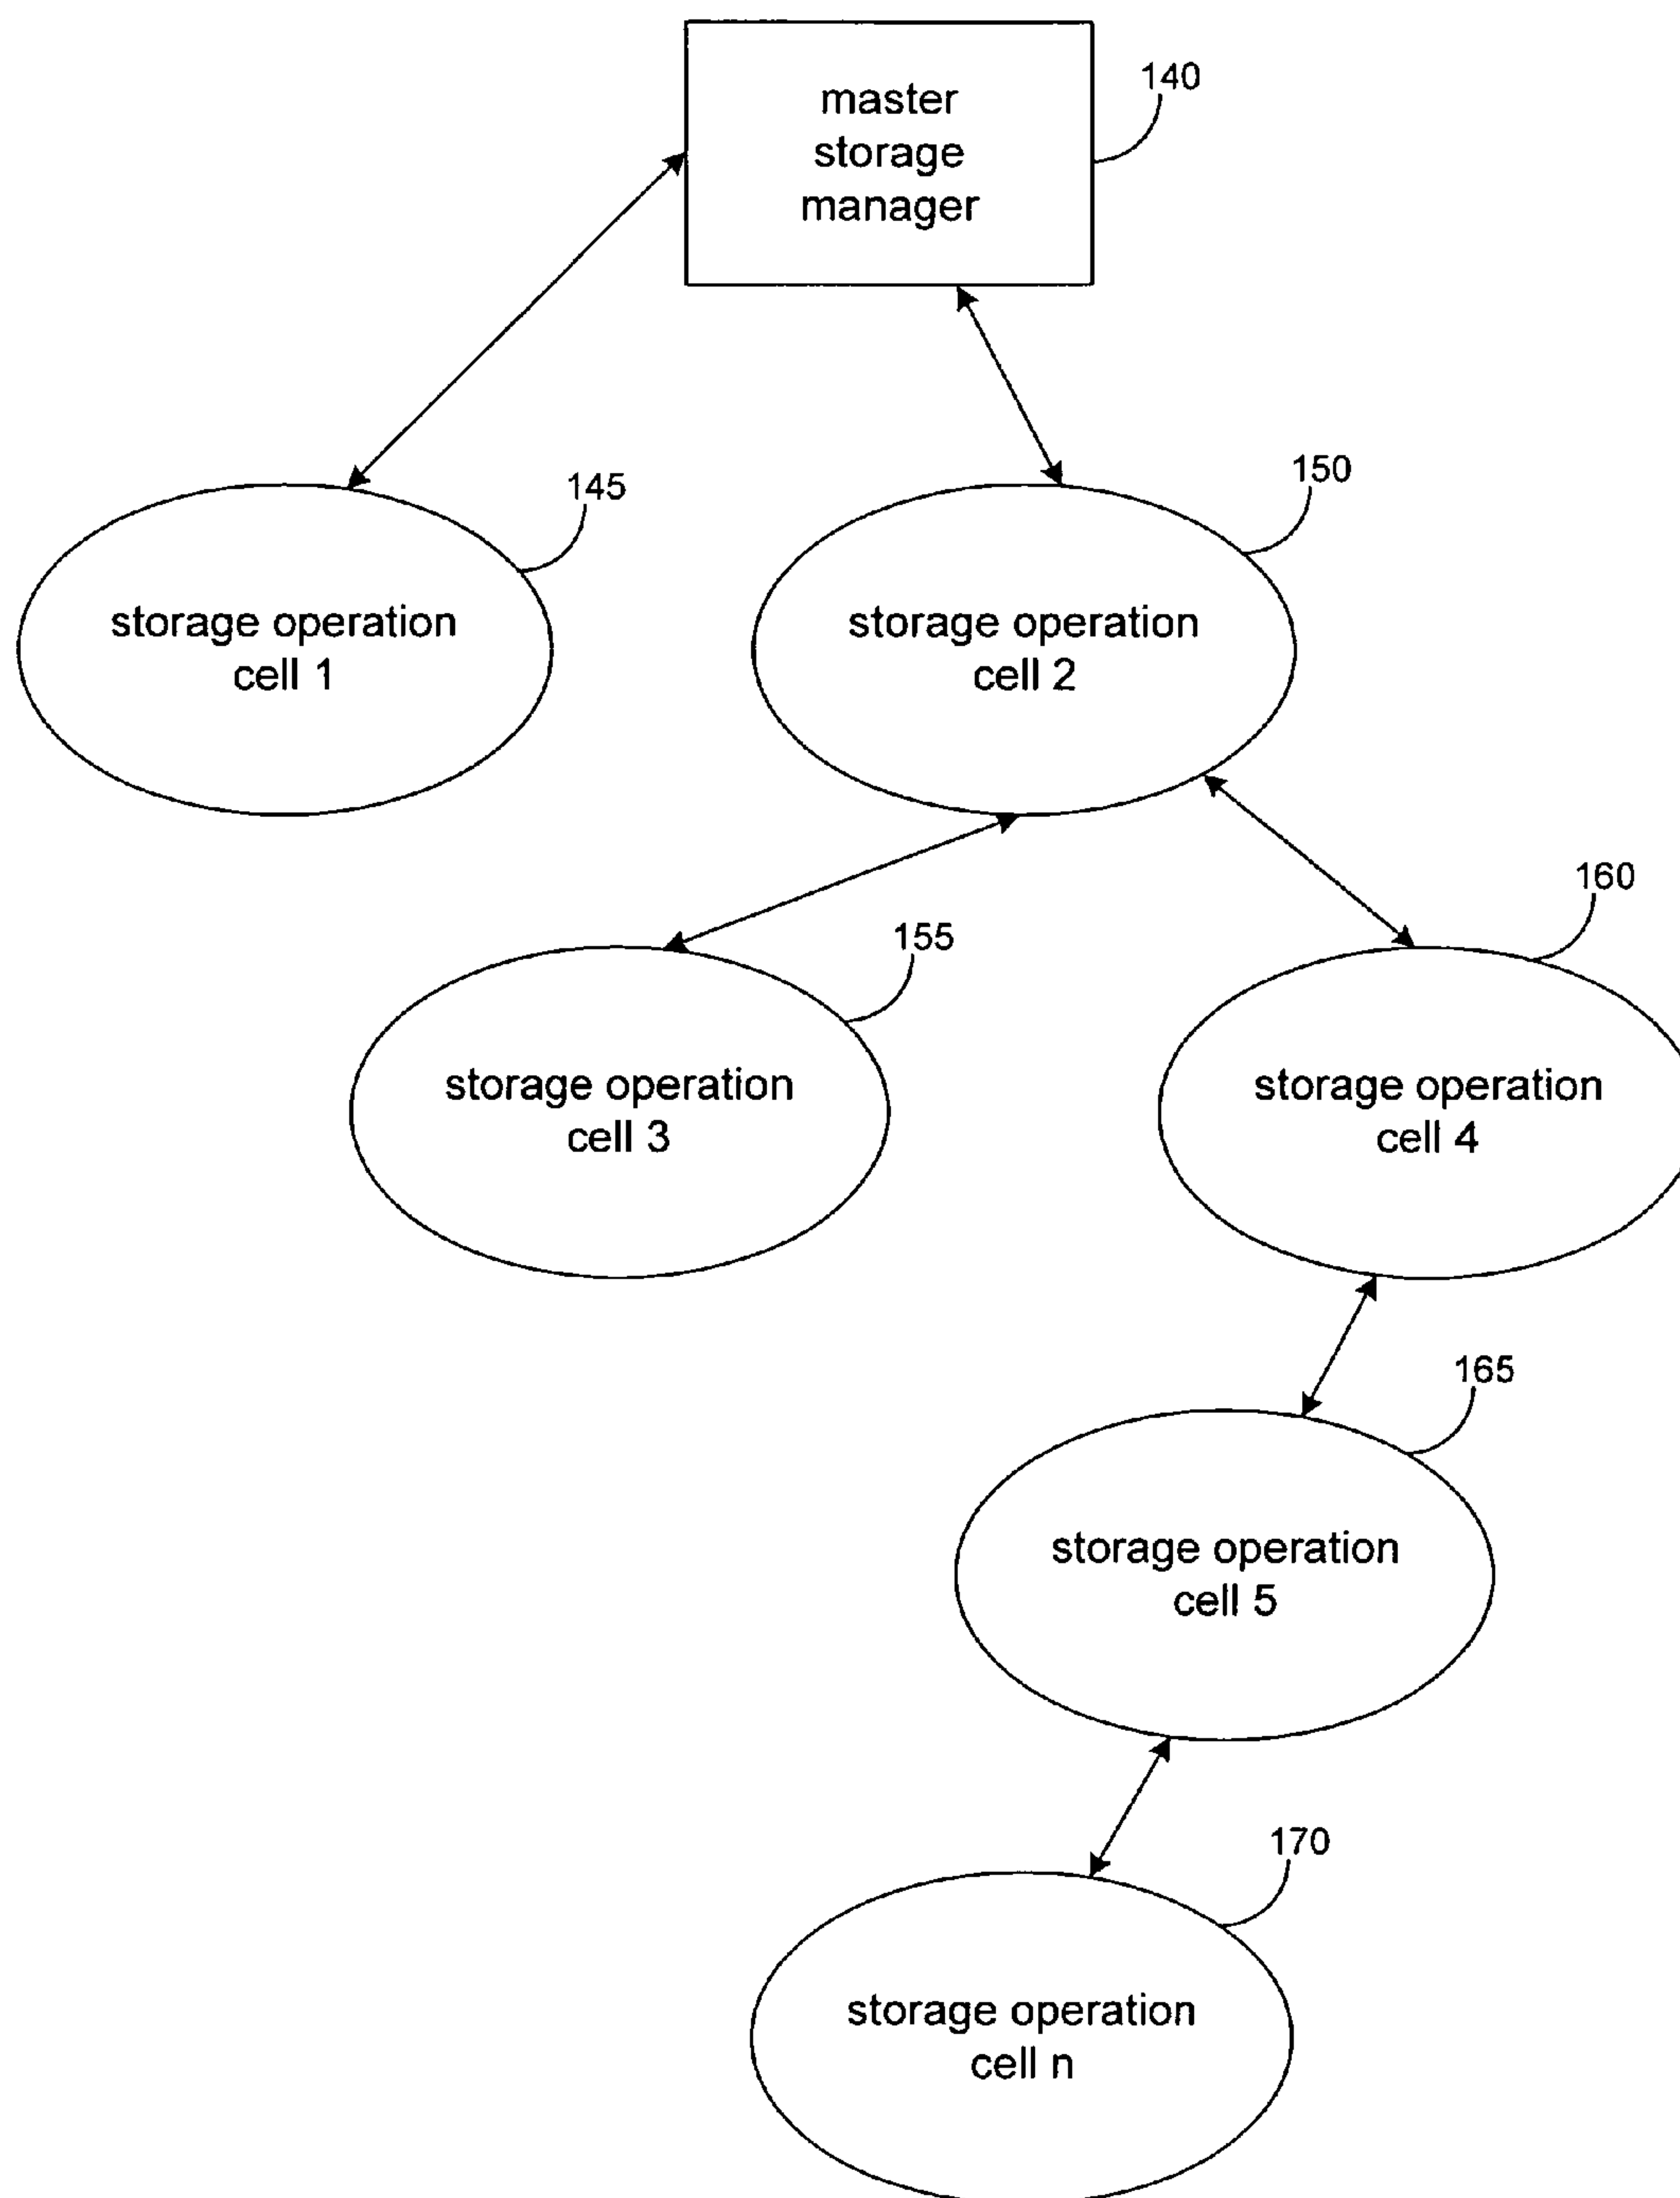 master
storage
manager
140
145
150
storage operation
cell 1
storage operation
cell 2
155
160
storage operation
cell 3
storage operation
cell 4
165
storage operation
cell 5
170
storage operation
cell n